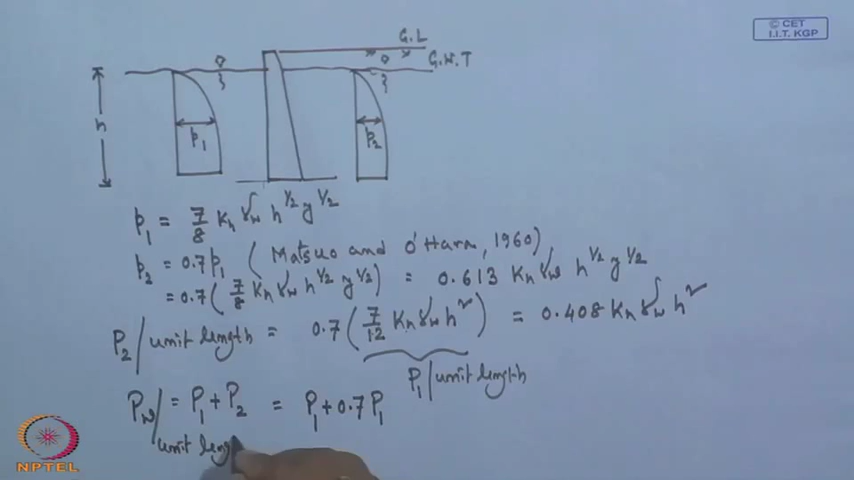 © CET
I.I.T. KGP
G.L
G.W.T
h
p₁
p₂
p₁ = 7/8 Kₕ γw h^1/2 y^1/2
p₂ = 0.7p₁ (Matsuo and O'Hara, 1960)
= 0.7 (7/8 Kₕ γw h^1/2 y^1/2) = 0.613 Kₕ γw h^1/2 y^1/2
P₂/unit length = 0.7 (7/12 Kₕ γw h²) = 0.408 Kₕ γw h²
P₁/unit length
Pw/ = P₁ + P₂ = P₁ + 0.7 P₁
unit leng
NPTEL